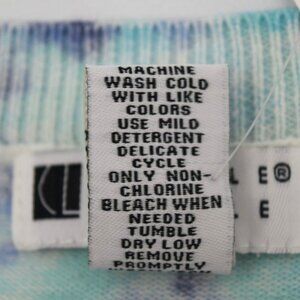 MACHINE
WASH COLD
WITH LIKE
COLORS
USE MILD
DETERGENT
DELICATE
CYCLE
ONLY NON-
CHLORINE
BLEACH WHEN
NEEDED
TUMBLE
DRY LOW
REMOVE
PROMPTLY
L E®
L E